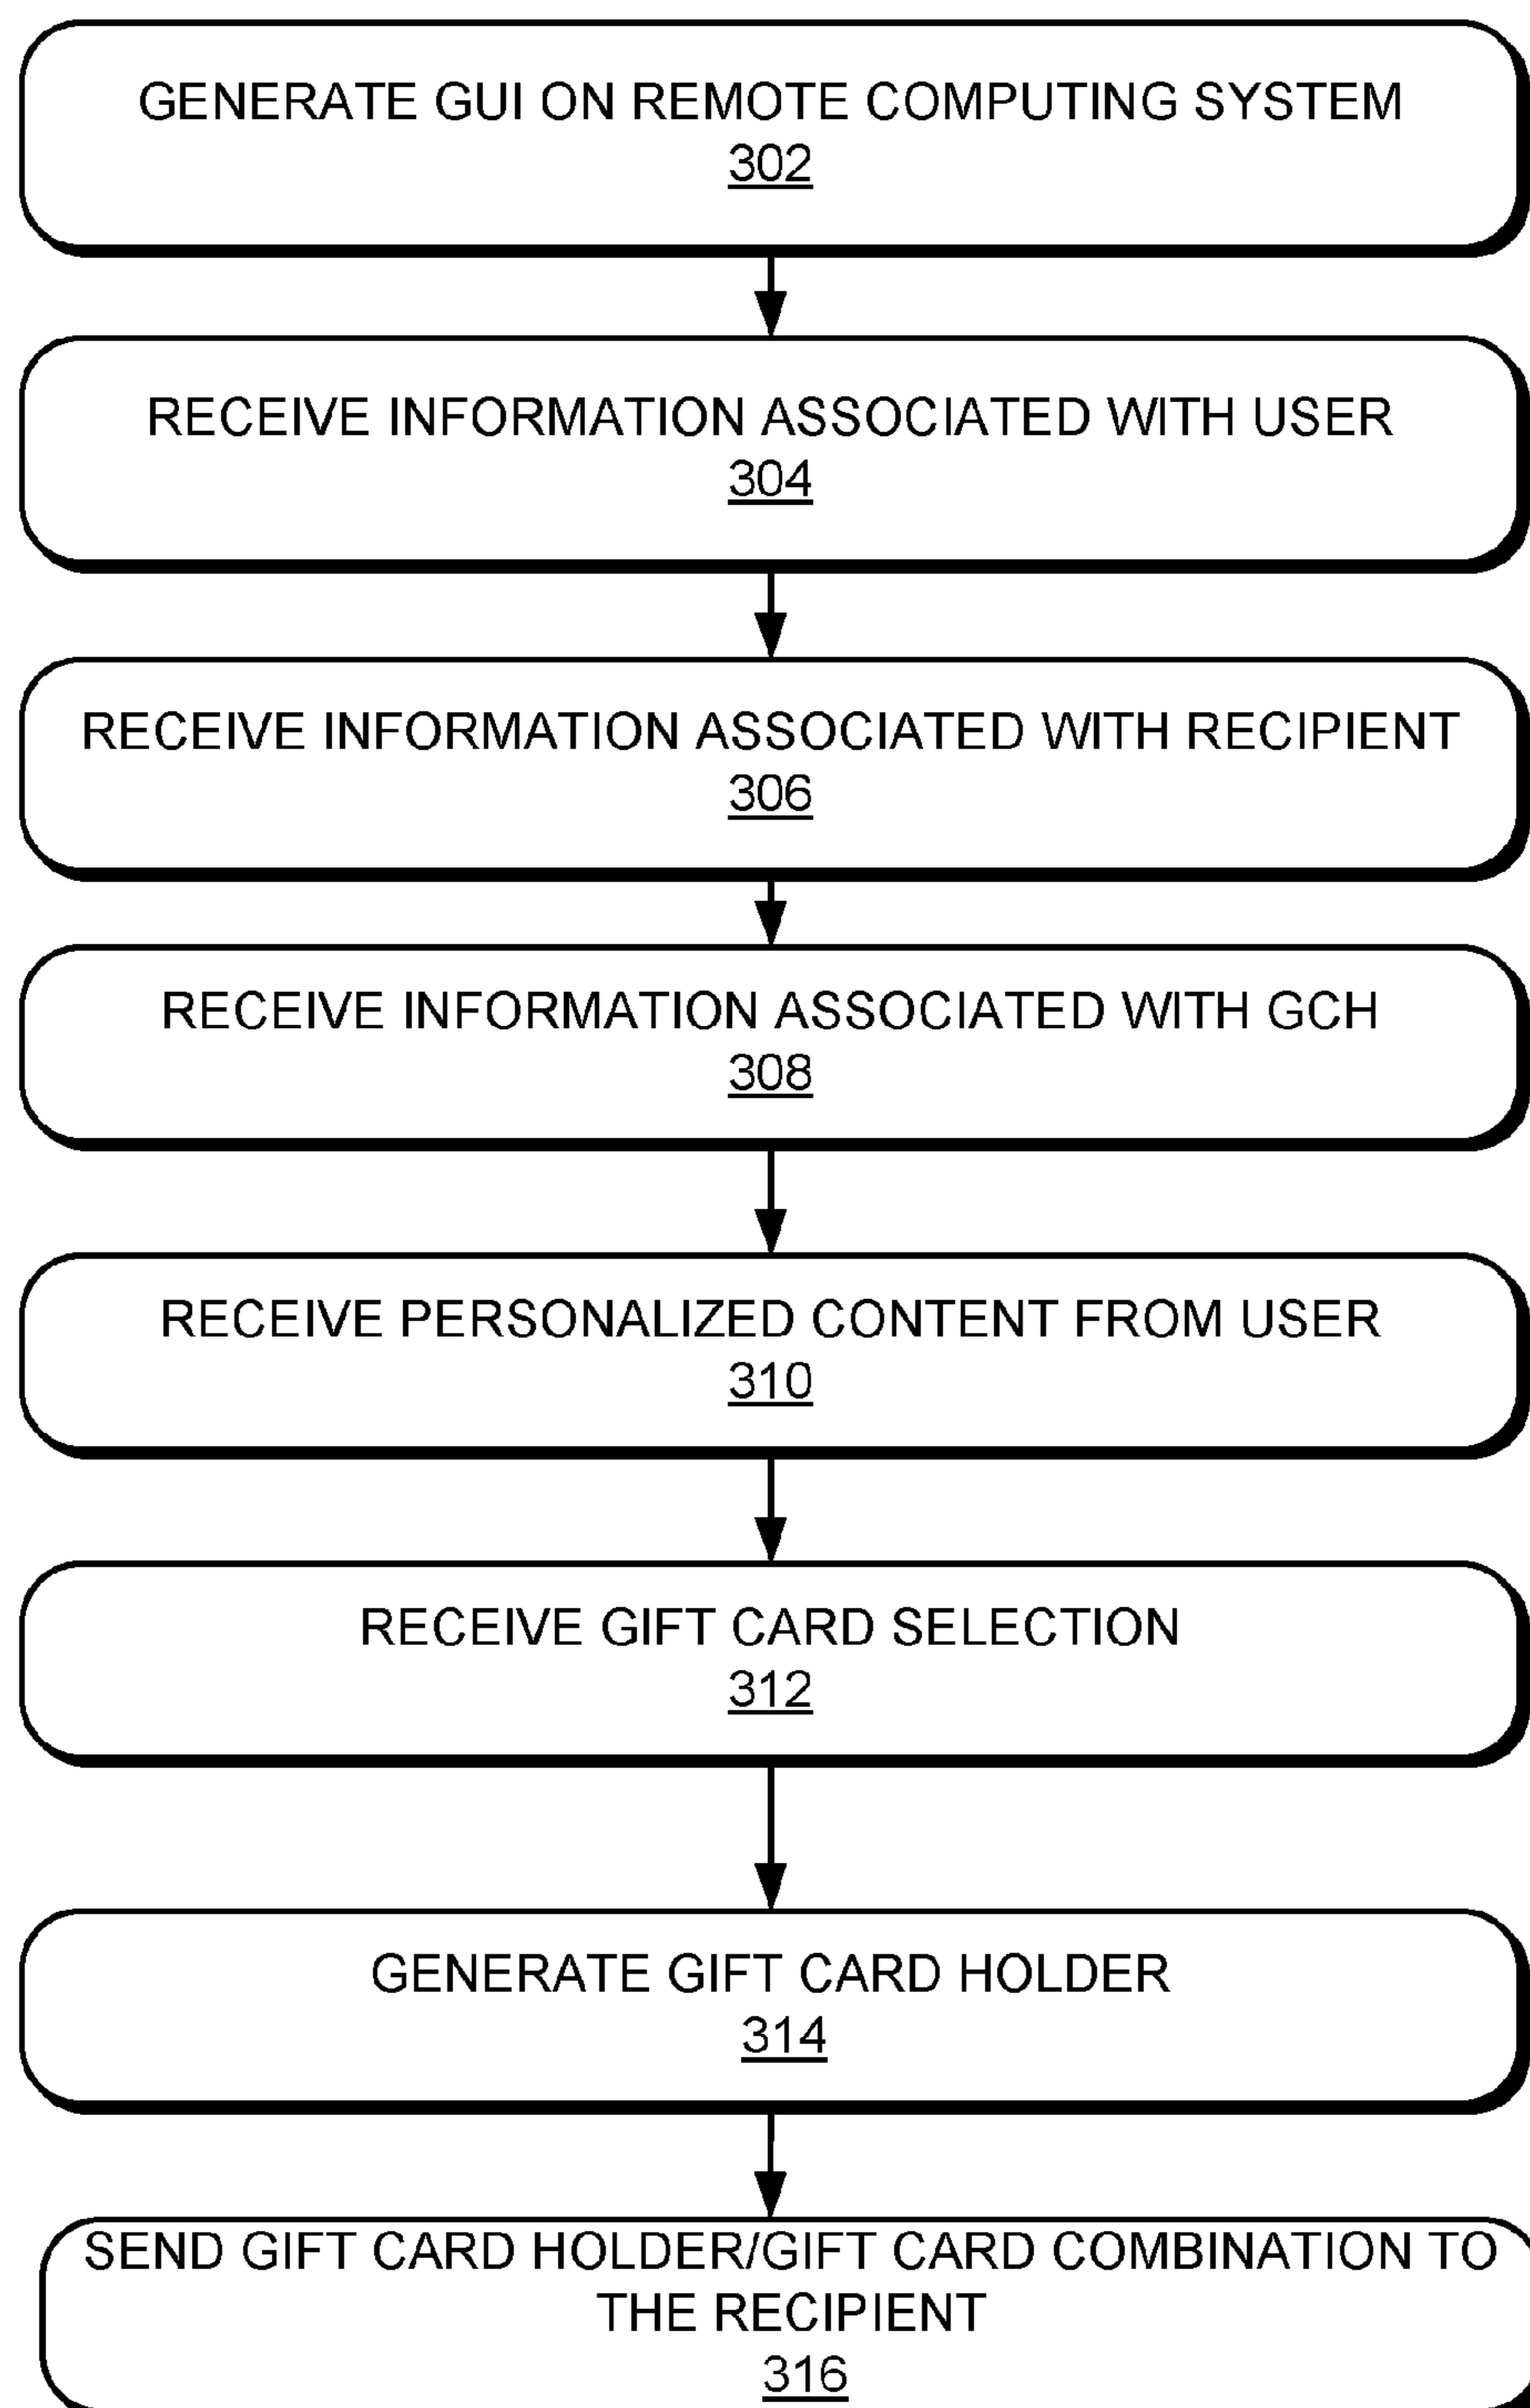 GENERATE GUI ON REMOTE COMPUTING SYSTEM
302
RECEIVE INFORMATION ASSOCIATED WITH USER
304
RECEIVE INFORMATION ASSOCIATED WITH RECIPIENT
306
RECEIVE INFORMATION ASSOCIATED WITH GCH
308
RECEIVE PERSONALIZED CONTENT FROM USER
310
RECEIVE GIFT CARD SELECTION
312
GENERATE GIFT CARD HOLDER
314
SEND GIFT CARD HOLDER/GIFT CARD COMBINATION TO
THE RECIPIENT
316